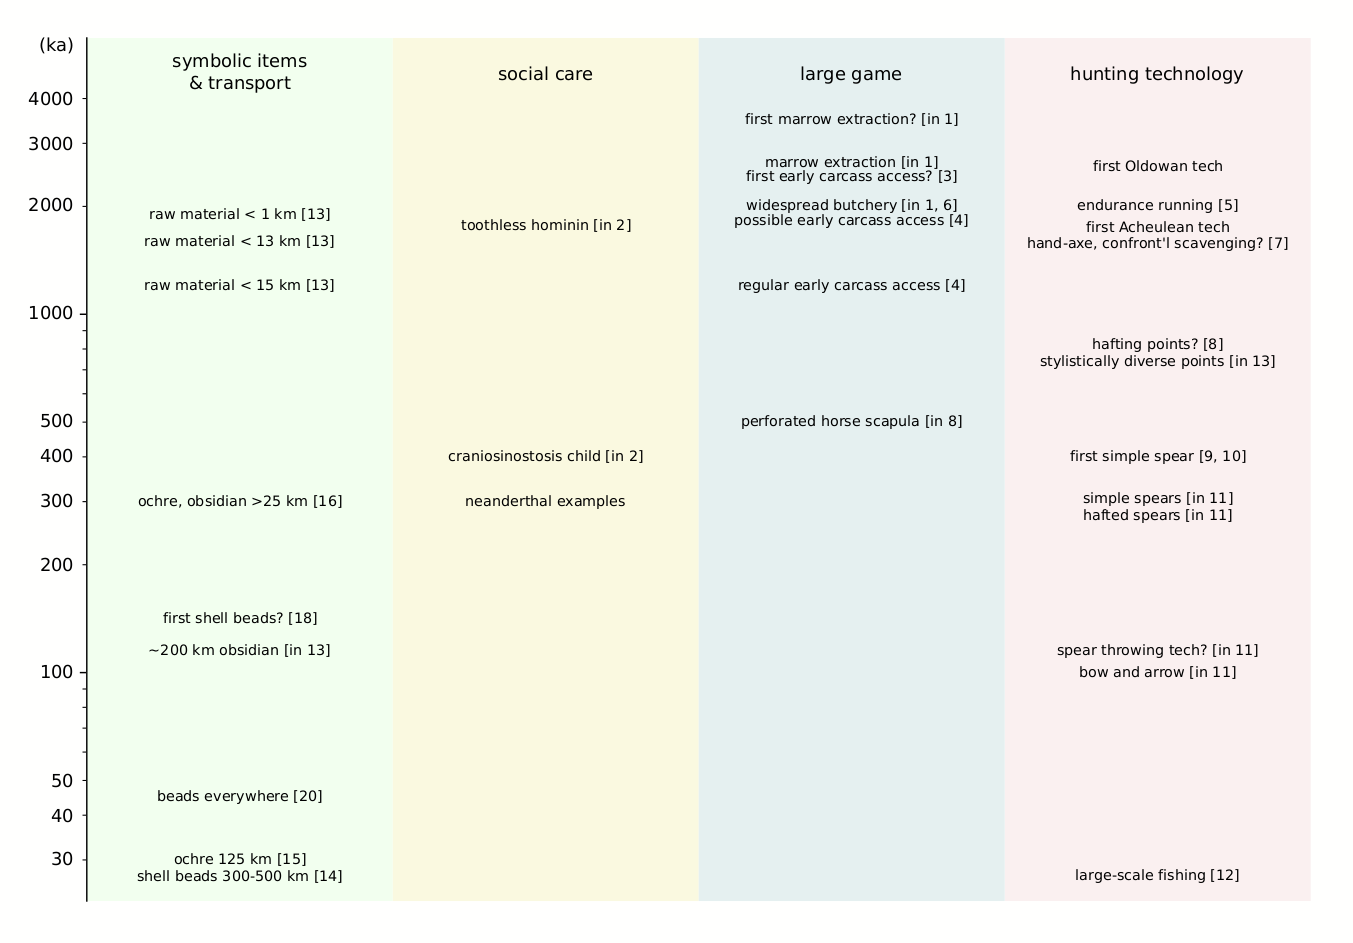 (ka)
symbolic items
& transport
social care
large game
hunting technology
4000
first marrow extraction? [in 1]
3000
marrow extraction [in 1]
first early carcass access? [3]
first Oldowan tech
2000
raw material < 1 km [13]
toothless hominin [in 2]
widespread butchery [in 1, 6]
possible early carcass access [4]
endurance running [5]
first Acheulean tech
raw material < 13 km [13]
hand-axe, confront'l scavenging? [7]
raw material < 15 km [13]
regular early carcass access [4]
1000
hafting points? [8]
stylistically diverse points [in 13]
500
perforated horse scapula [in 8]
400
craniosinostosis child [in 2]
first simple spear [9, 10]
300
ochre, obsidian >25 km [16]
neanderthal examples
simple spears [in 11]
hafted spears [in 11]
200
first shell beads? [18]
~200 km obsidian [in 13]
spear throwing tech? [in 11]
100
bow and arrow [in 11]
50
beads everywhere [20]
40
30
ochre 125 km [15]
shell beads 300-500 km [14]
large-scale fishing [12]